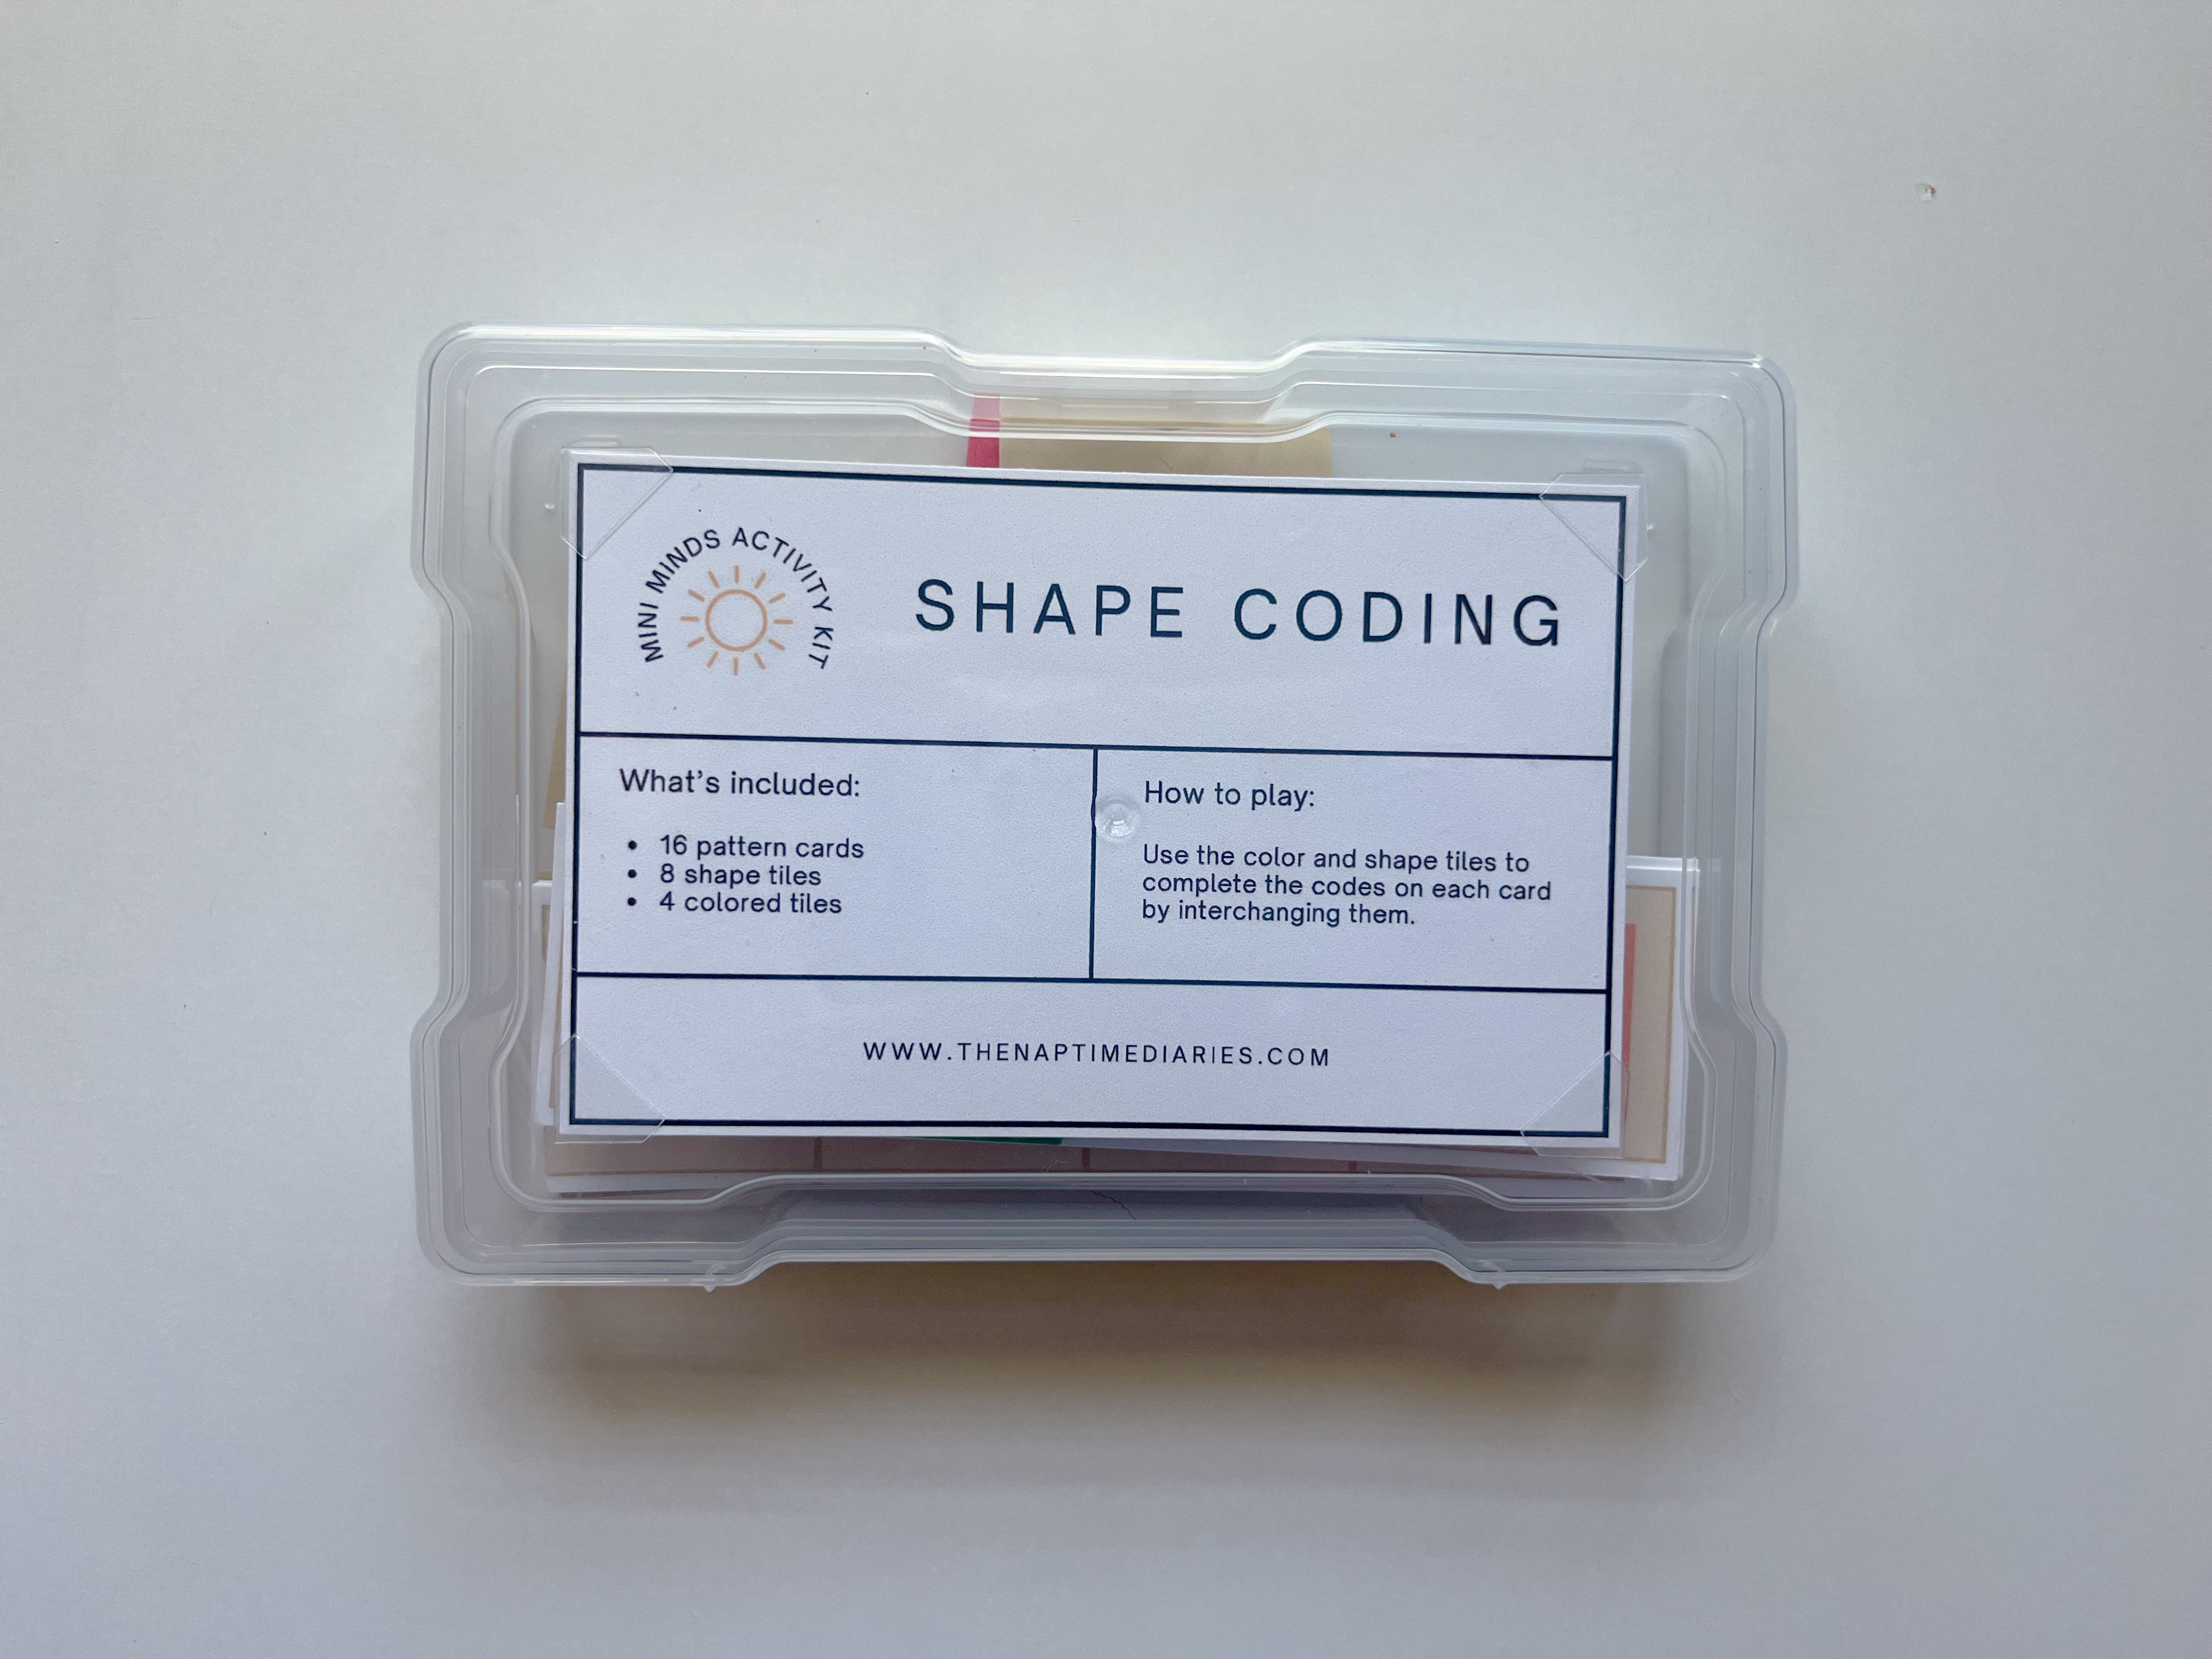 MINI MINDS ACTIVITY KIT
SHAPE CODING
What's included:
• 16 pattern cards
• 8 shape tiles
• 4 colored tiles
How to play:
Use the color and shape tiles to
complete the codes on each card
by interchanging them.
WWW.THENAPTIMEDIARIES.COM